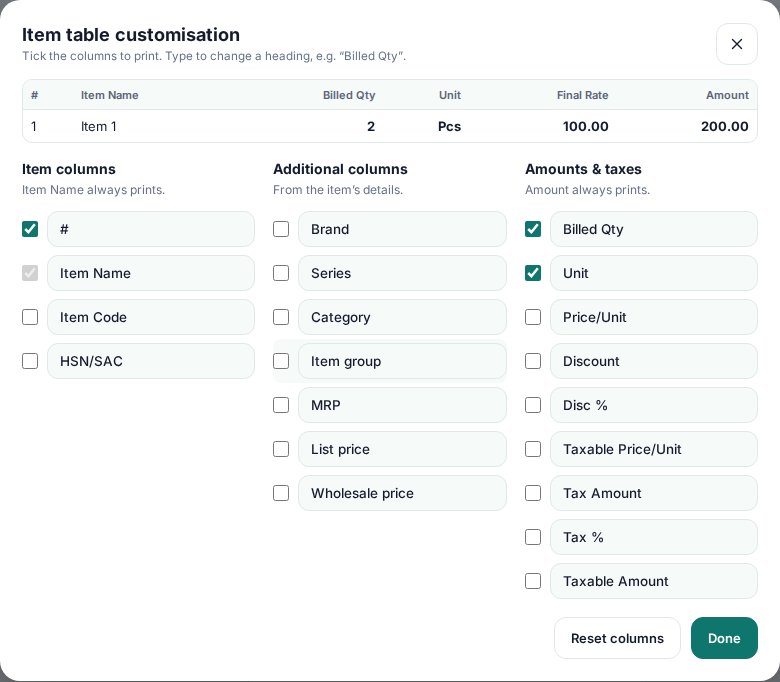 Item table customisation
Tick the columns to print. Type to change a heading, e.g. “Billed Qty”.
# Item Name Billed Qty Unit Final Rate Amount
1 Item 1 2 Pcs 100.00 200.00
Item columns
Item Name always prints.
#
Item Name
Item Code
HSN/SAC
Additional columns
From the item’s details.
Brand
Series
Category
Item group
MRP
List price
Wholesale price
Amounts & taxes
Amount always prints.
Billed Qty
Unit
Price/Unit
Discount
Disc %
Taxable Price/Unit
Tax Amount
Tax %
Taxable Amount
Reset columns
Done